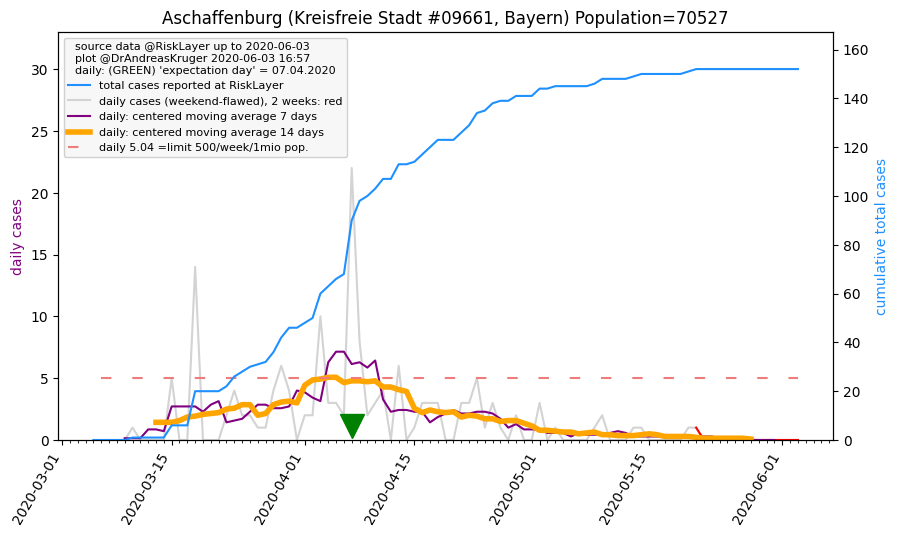 Aschaffenburg (Kreisfreie Stadt #09661, Bayern) Population=70527
source data @RiskLayer up to 2020-06-03
plot @DrAndreasKruger 2020-06-03 16:57
daily: (GREEN) 'expectation day' = 07.04.2020
total cases reported at RiskLayer
daily cases (weekend-flawed), 2 weeks: red
daily: centered moving average 7 days
daily: centered moving average 14 days
daily 5.04 =limit 500/week/1mio pop.
daily cases
30
25
20
15
10
5
0
cumulative total cases
160
140
120
100
80
60
40
20
0
2020-03-01
2020-03-15
2020-04-01
2020-04-15
2020-05-01
2020-05-15
2020-06-01